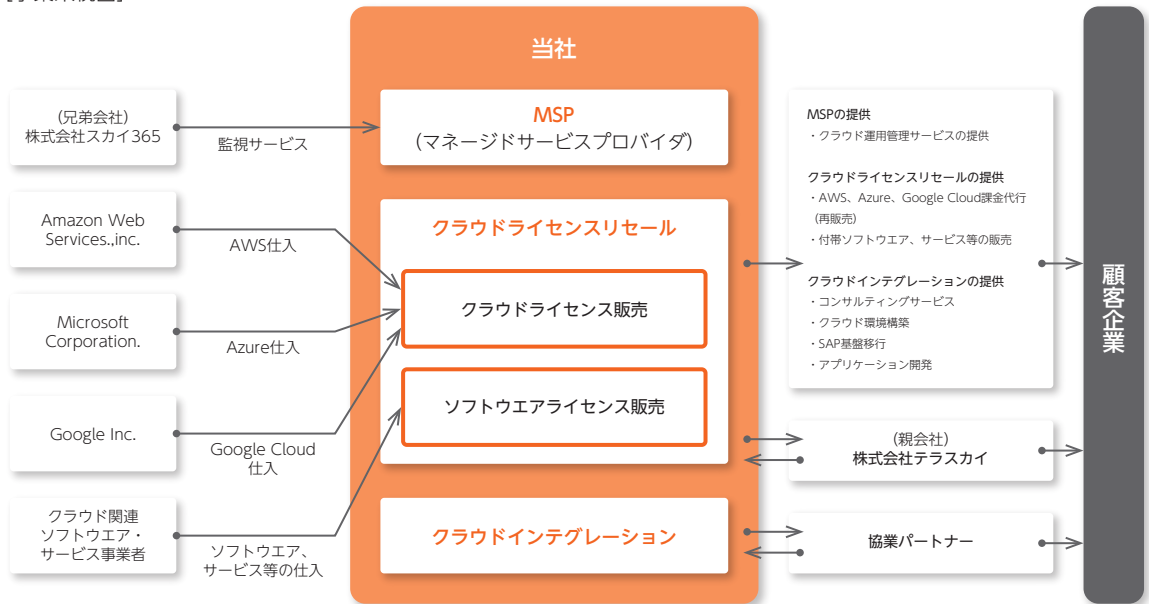 [事業系統図]
当社
(兄弟会社)
株式会社スカイ365
監視サービス
Amazon Web
Services.,inc.
AWS仕入
Microsoft
Corporation.
Azure仕入
Google Inc.
Google Cloud
仕入
クラウド関連
ソフトウエア・
サービス事業者
ソフトウエア、
サービス等の仕入
MSP
(マネージドサービスプロバイダ)
クラウドライセンスリセール
クラウドライセンス販売
ソフトウエアライセンス販売
クラウドインテグレーション
MSPの提供
・クラウド運用管理サービスの提供
クラウドライセンスリセールの提供
・AWS、Azure、Google Cloud課金代行
(再販売)
・付帯ソフトウエア、サービス等の販売
クラウドインテグレーションの提供
・コンサルティングサービス
・クラウド環境構築
・SAP基盤移行
・アプリケーション開発
(親会社)
株式会社テラスカイ
協業パートナー
顧客企業